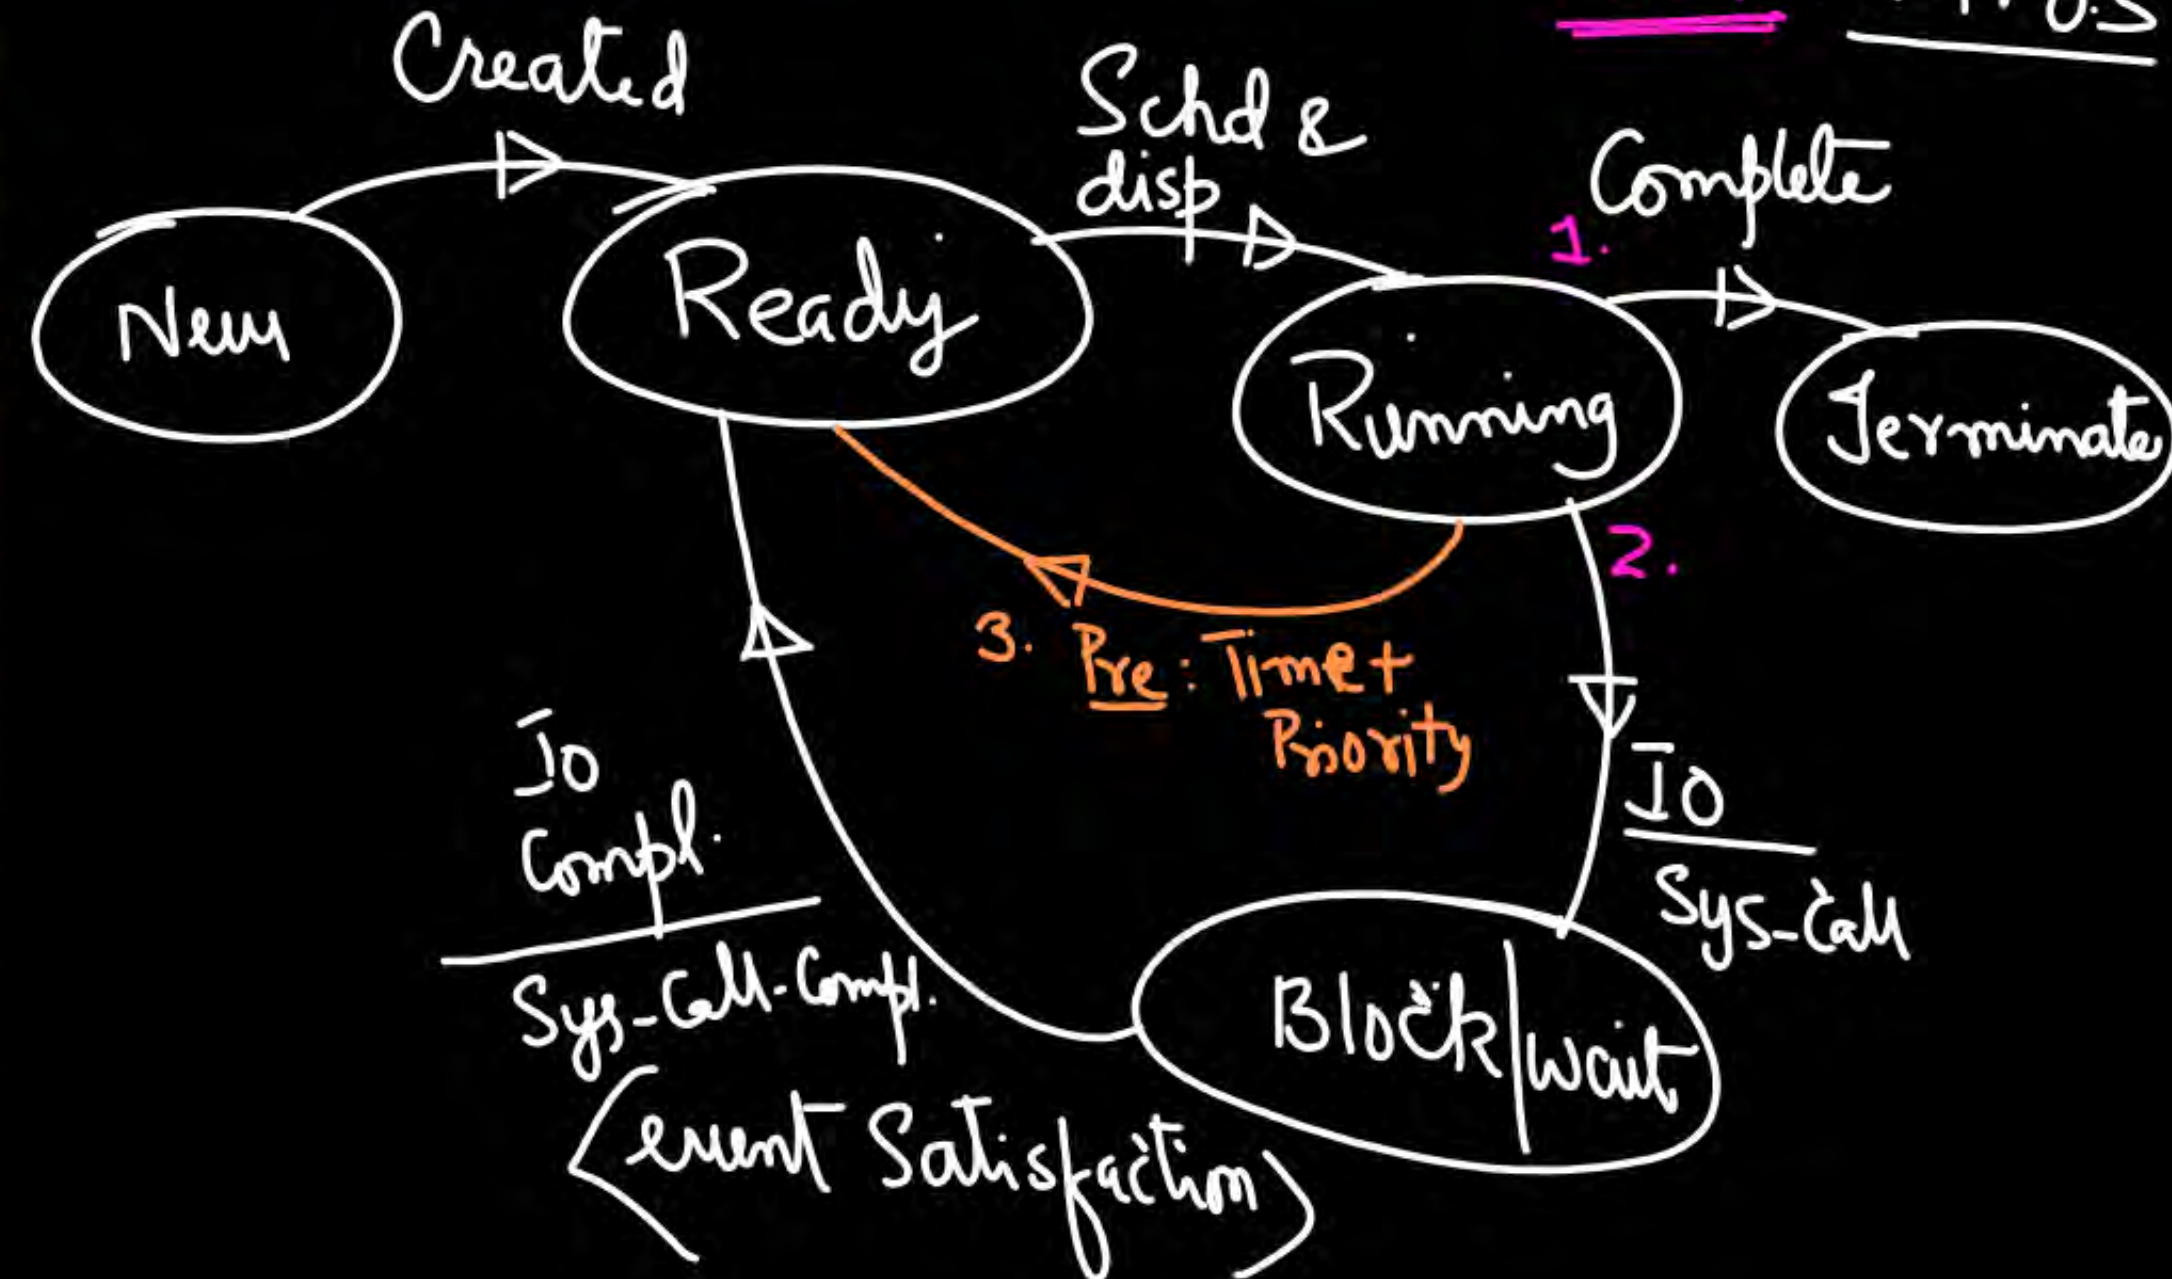 O.S
Created
Schd &
disp
Complete
1.
New
Ready
Running
Terminate
2.
3. Pre: Time+
Priority
IO
Compl.
Sys-Call-Compl.
(event Satisfaction)
IO
Sys-Call
Block/wait